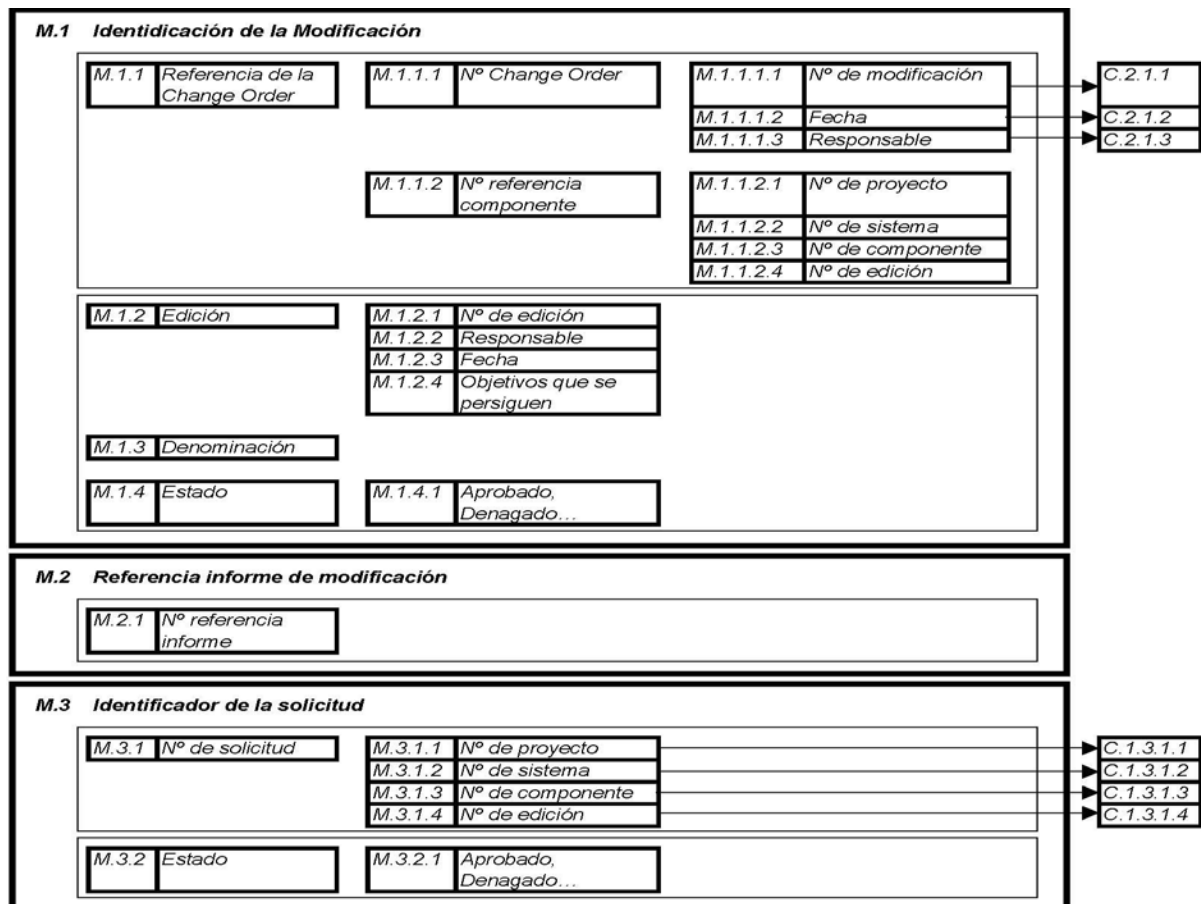 M.1 Identidicación de la Modificación
M.1.1 Referencia de la Change Order
M.1.1.1 Nº Change Order
M.1.1.1.1 Nº de modificación
C.2.1.1
M.1.1.1.2 Fecha
C.2.1.2
M.1.1.1.3 Responsable
C.2.1.3
M.1.1.2 Nº referencia componente
M.1.1.2.1 Nº de proyecto
M.1.1.2.2 Nº de sistema
M.1.1.2.3 Nº de componente
M.1.1.2.4 Nº de edición
M.1.2 Edición
M.1.2.1 Nº de edición
M.1.2.2 Responsable
M.1.2.3 Fecha
M.1.2.4 Objetivos que se persiguen
M.1.3 Denominación
M.1.4 Estado
M.1.4.1 Aprobado, Denagado...
M.2 Referencia informe de modificación
M.2.1 Nº referencia informe
M.3 Identificador de la solicitud
M.3.1 Nº de solicitud
M.3.1.1 Nº de proyecto
C.1.3.1.1
M.3.1.2 Nº de sistema
C.1.3.1.2
M.3.1.3 Nº de componente
C.1.3.1.3
M.3.1.4 Nº de edición
C.1.3.1.4
M.3.2 Estado
M.3.2.1 Aprobado, Denagado...